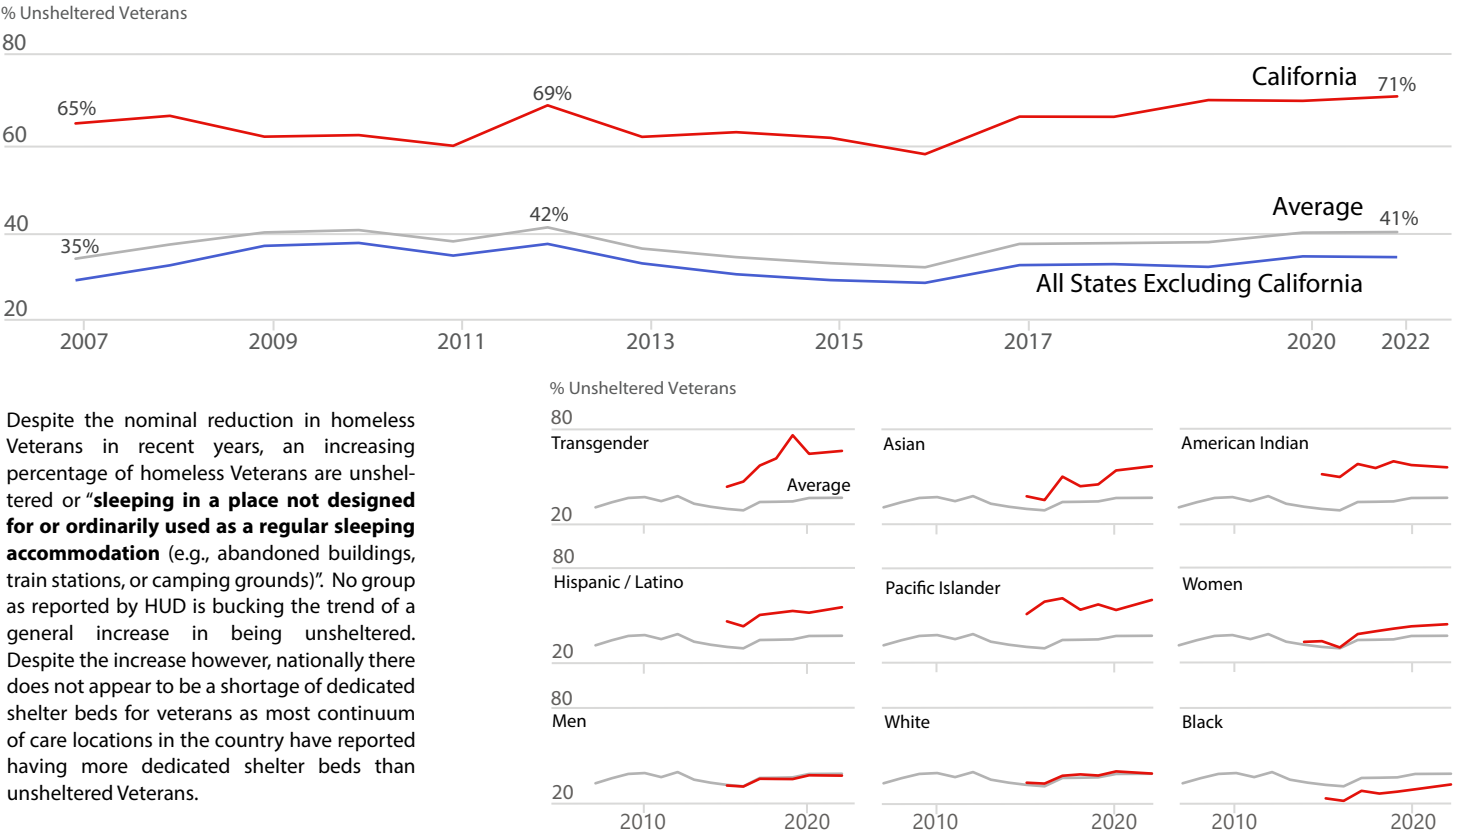 % Unsheltered Veterans
80
California
71%
65%
69%
60
Average
41%
42%
40
35%
All States Excluding California
20
2007 2009 2011 2013 2015 2017 2020 2022
Despite the nominal reduction in homeless
Veterans in recent years, an increasing
percentage of homeless Veterans are unshel-
tered or “sleeping in a place not designed
for or ordinarily used as a regular sleeping
accommodation (e.g., abandoned buildings,
train stations, or camping grounds)”. No group
as reported by HUD is bucking the trend of a
general increase in being unsheltered.
Despite the increase however, nationally there
does not appear to be a shortage of dedicated
shelter beds for veterans as most continuum
of care locations in the country have reported
having more dedicated shelter beds than
unsheltered Veterans.
% Unsheltered Veterans
80
Transgender
Average
20
Asian
American Indian
80
Hispanic / Latino
20
Pacific Islander
Women
80
Men
20
White
Black
2010 2020 2010 2020 2010 2020